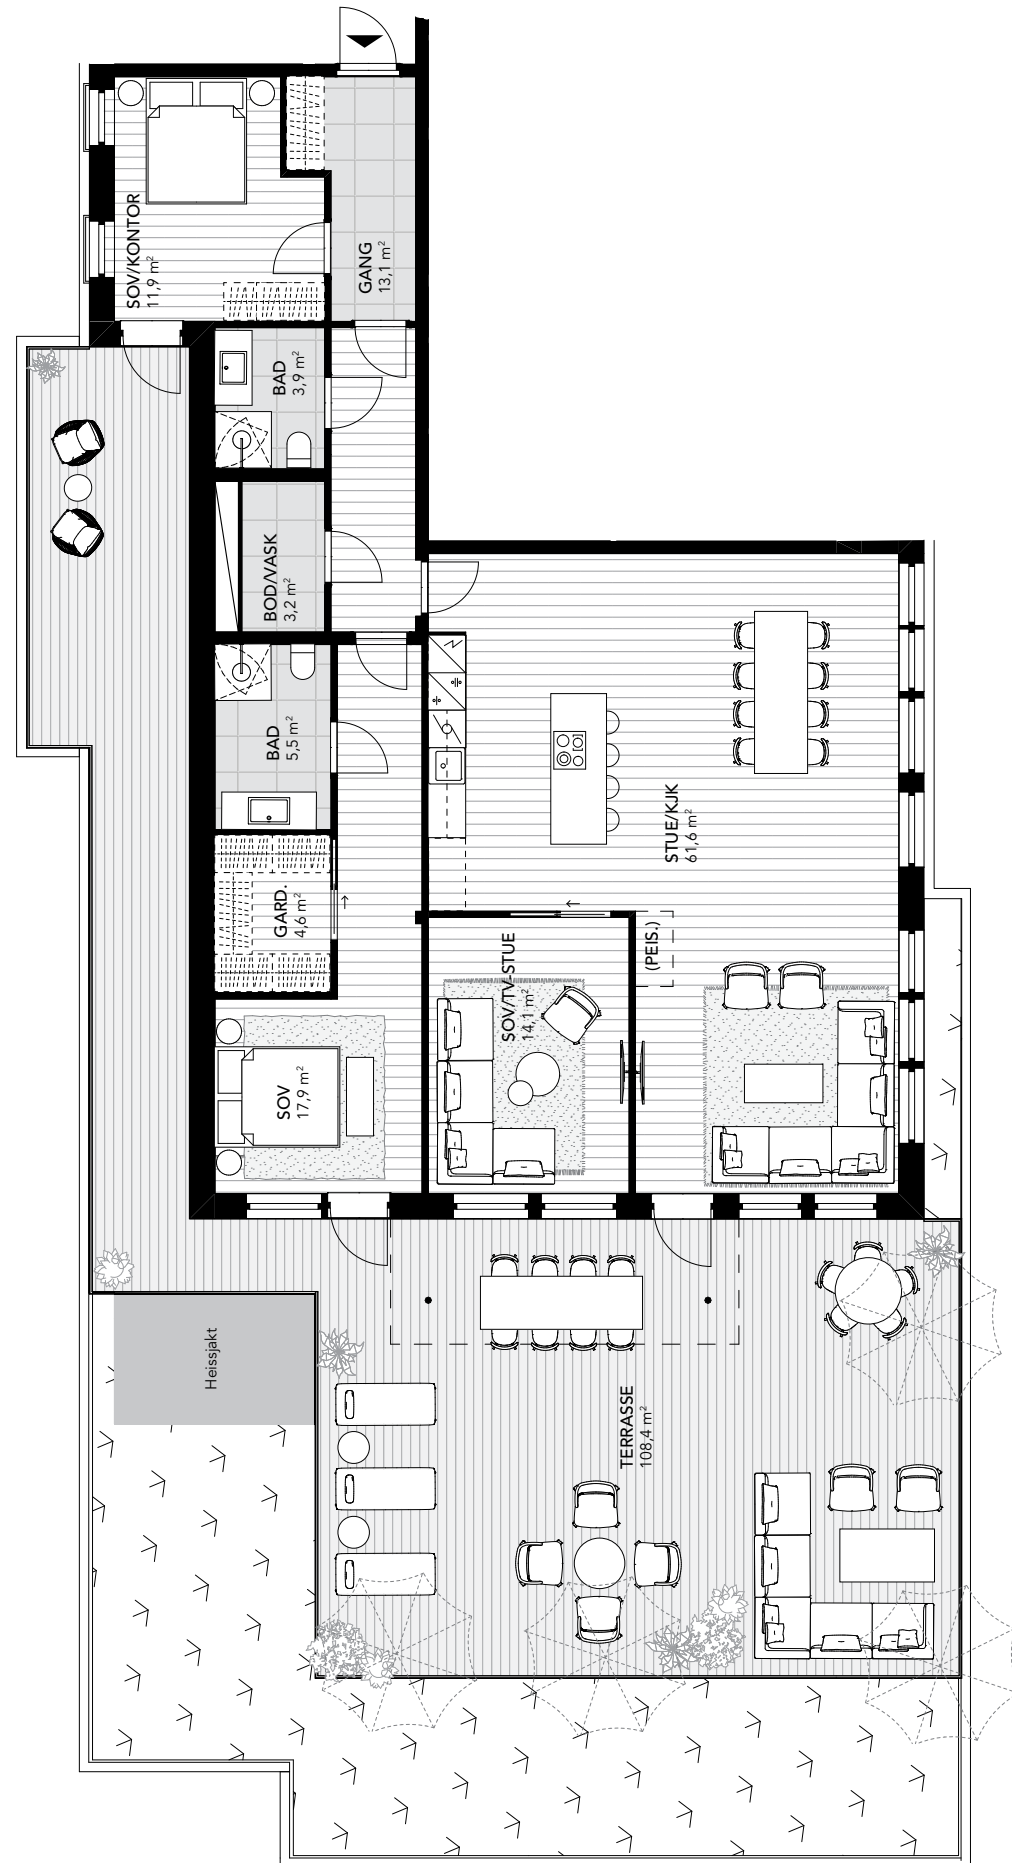 SOV/KONTOR
11,9 m²
GANG
13,1 m²
BAD
3,9 m²
BOD/VASK
3,2 m²
BAD
5,5 m²
STUE/KJK
61,6 m²
GARD.
4,6 m²
(PEIS.)
SOV/TV-STUE
14,1 m²
SOV
17,9 m²
Heissjakt
TERRASSE
108,4 m²